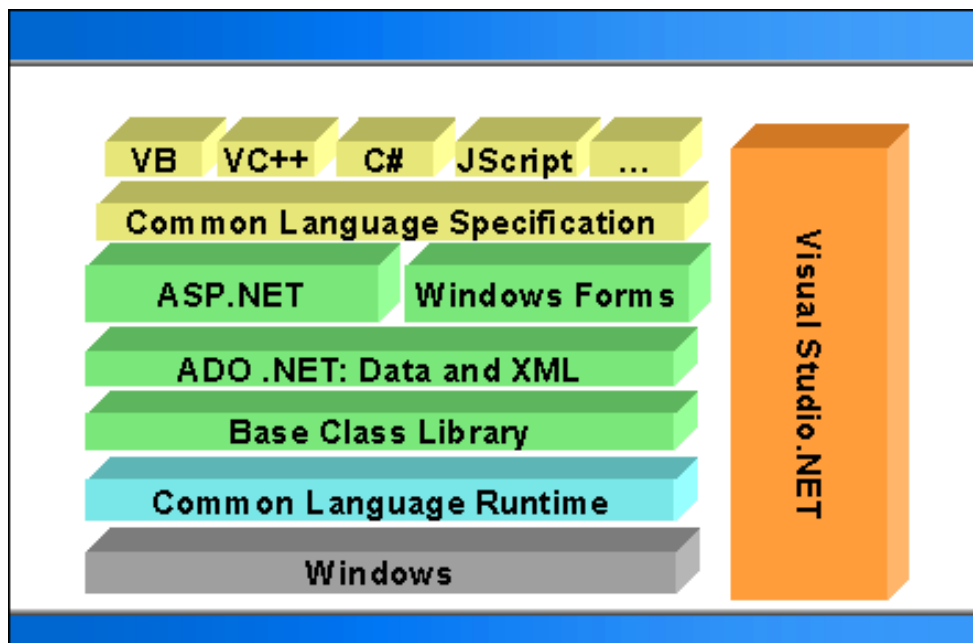 VB
VC++
C#
JScript
...
Common Language Specification
ASP.NET
Windows Forms
ADO .NET: Data and XML
Base Class Library
Common Language Runtime
Windows
Visual Studio.NET